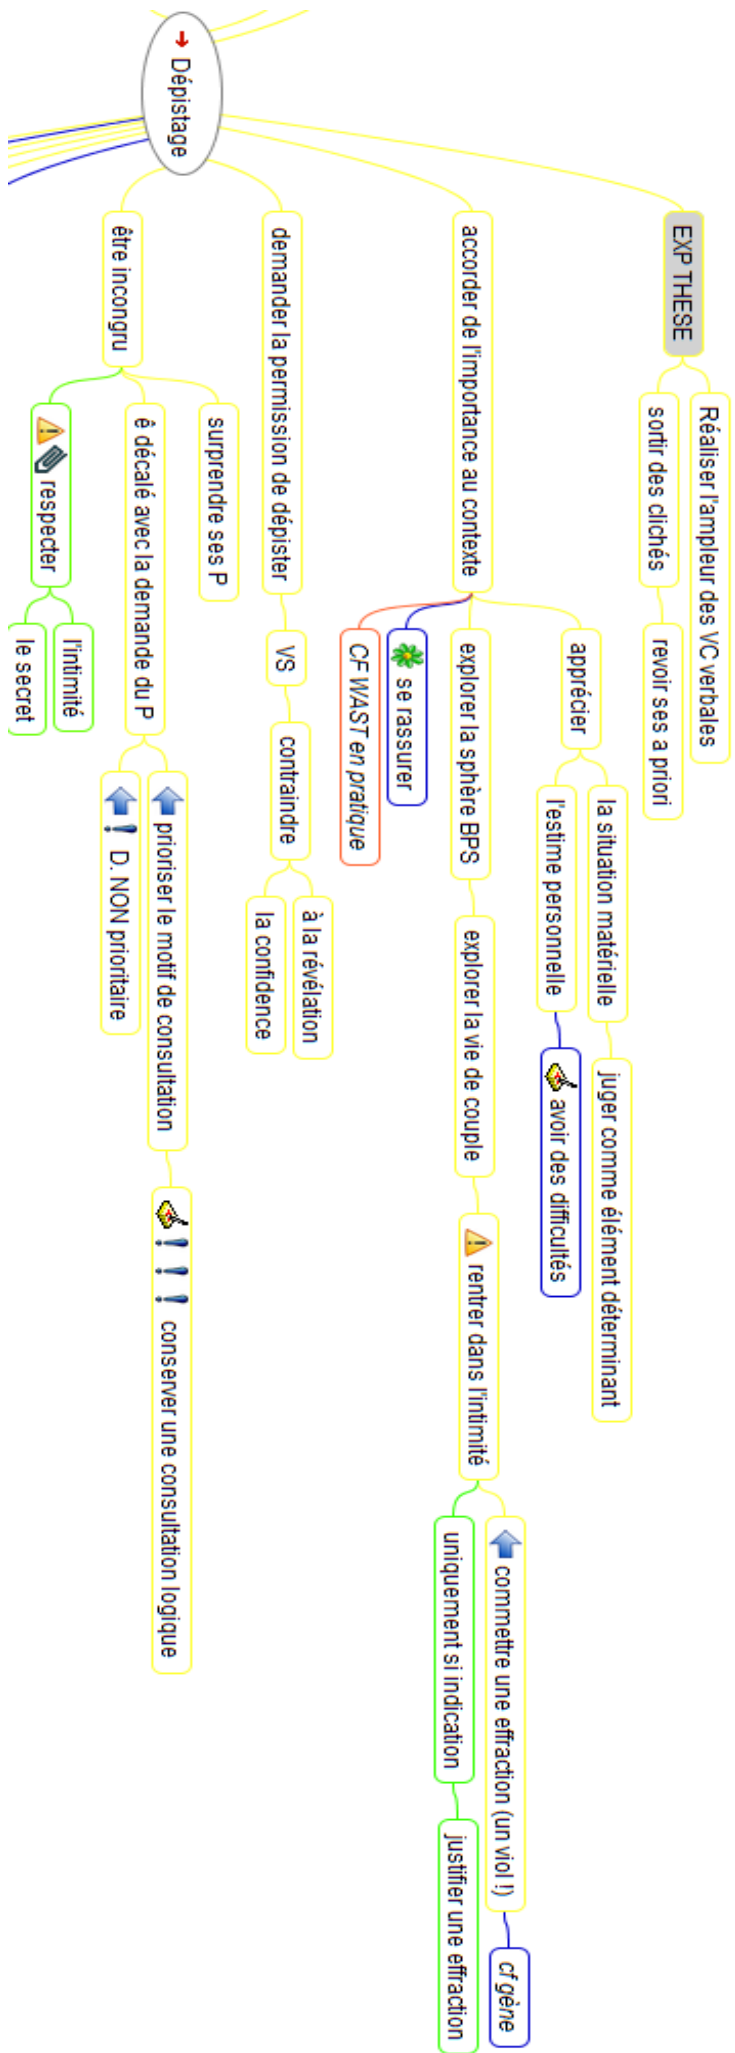 Dépistage
EXP THESE
Réaliser l'ampleur des VC verbales
sortir des clichés
revoir ses a priori
accorder de l'importance au contexte
apprécier
la situation matérielle
juger comme élément déterminant
l'estime personnelle
avoir des difficultés
explorer la sphère BPS
explorer la vie de couple
rentrer dans l'intimité
commettre une effraction (un viol !)
cf gène
uniquement si indication
justifier une effraction
se rassurer
CF WAST en pratique
demander la permission de dépister
VS
contraindre
à la révélation
la confidence
être incongru
surprendre ses P
ê décalé avec la demande du P
prioriser le motif de consultation
conserver une consultation logique
D. NON prioritaire
respecter
l'intimité
le secret